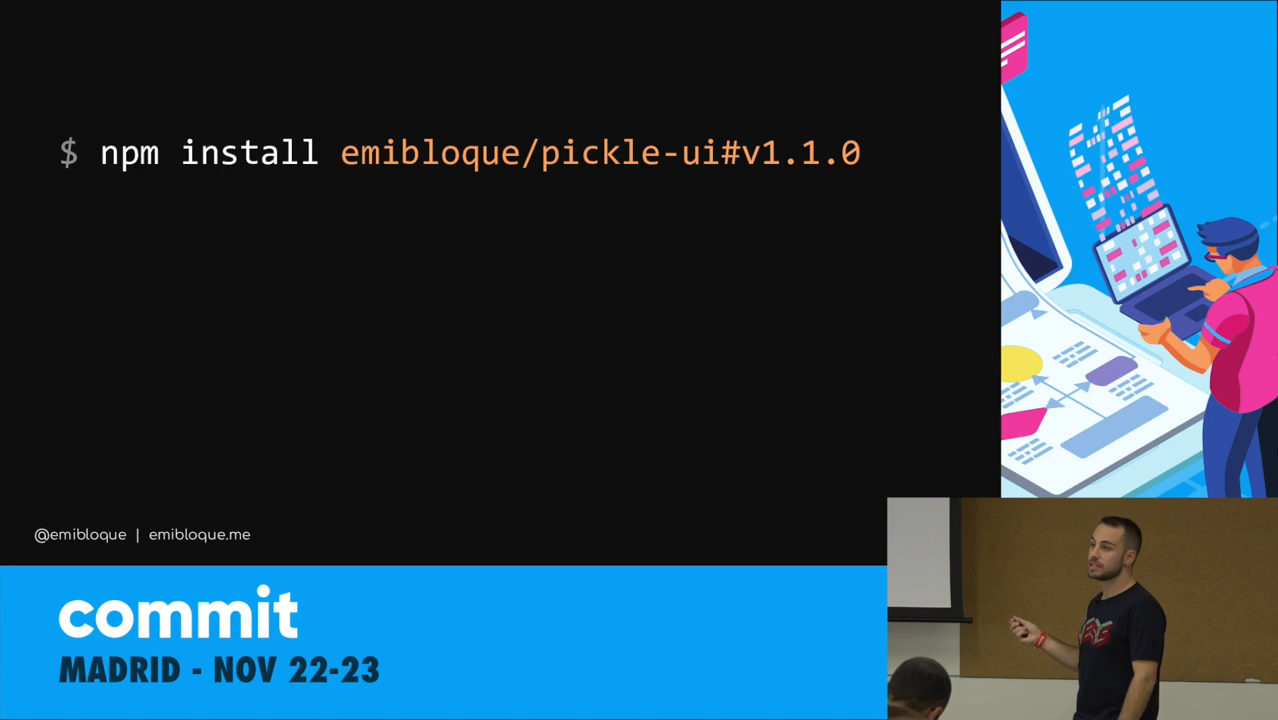 $ npm install emibloque/pickle-ui#v1.1.0
@emibloque | emibloque.me
commit
MADRID - NOV 22-23